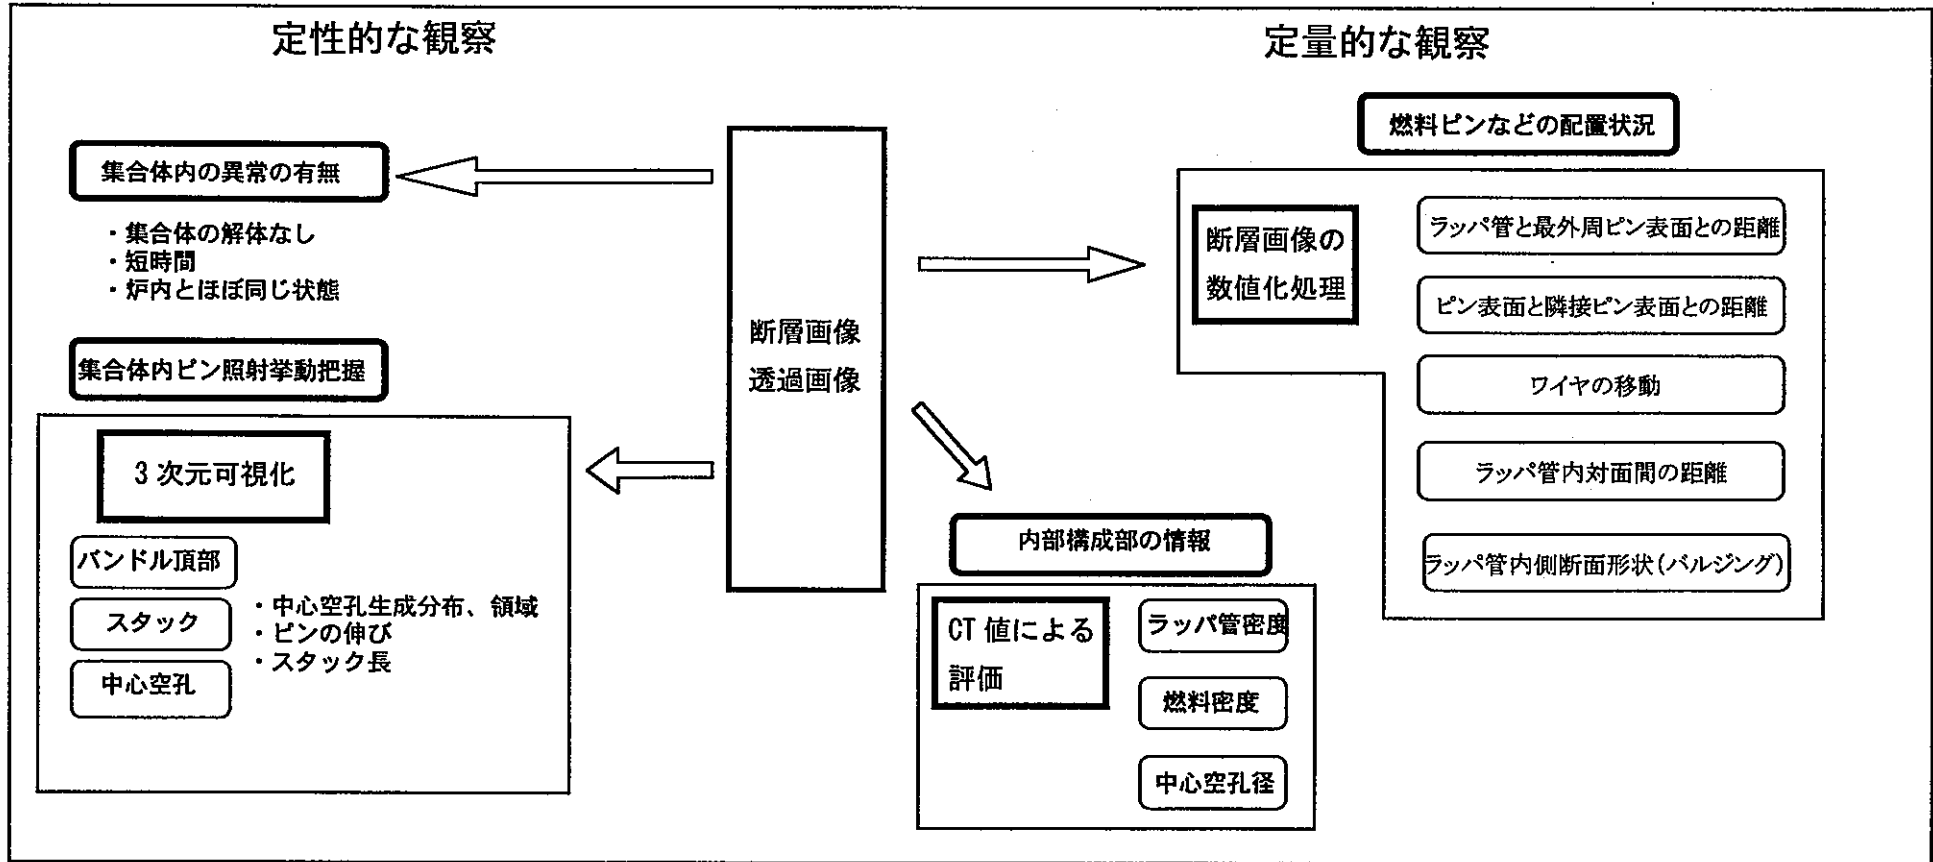 定性的な観察
定量的な観察
集合体内の異常の有無
・集合体の解体なし
・短時間
・炉内とほぼ同じ状態
集合体内ピン照射挙動把握
3 次元可視化
バンドル頂部
スタック
中心空孔
・中心空孔生成分布、領域
・ピンの伸び
・スタック長
断層画像
透過画像
燃料ピンなどの配置状況
断層画像の
数値化処理
ラッパ管と最外周ピン表面との距離
ピン表面と隣接ピン表面との距離
ワイヤの移動
ラッパ管内対面間の距離
ラッパ管内側断面形状(バルジング)
内部構成部の情報
CT 値による
評価
ラッパ管密度
燃料密度
中心空孔径